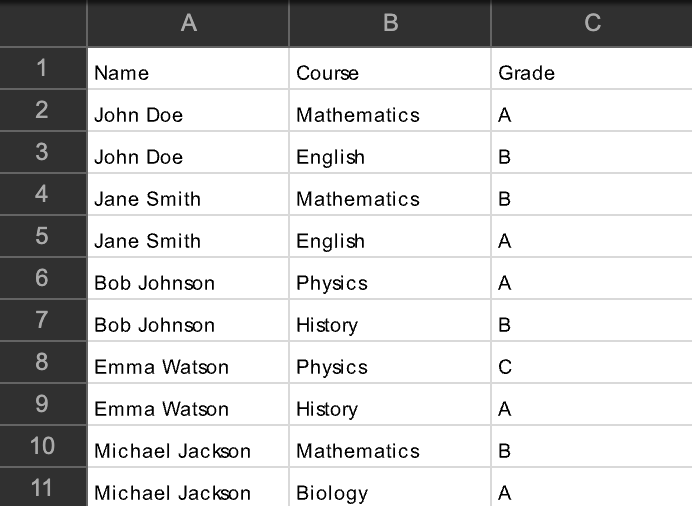 A B C
1 Name Course Grade
2 John Doe Mathematics A
3 John Doe English B
4 Jane Smith Mathematics B
5 Jane Smith English A
6 Bob Johnson Physics A
7 Bob Johnson History B
8 Emma Watson Physics C
9 Emma Watson History A
10 Michael Jackson Mathematics B
11 Michael Jackson Biology A